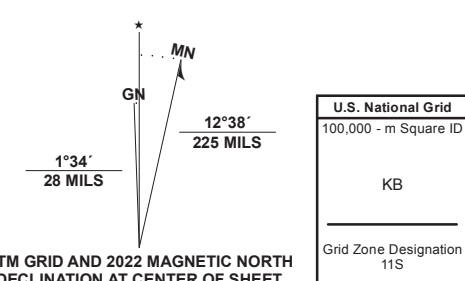 ★
MN
GN
12°38´
225 MILS
1°34´
28 MILS
TM GRID AND 2022 MAGNETIC NORTH
DECLINATION AT CENTER OF SHEET
U.S. National Grid
100,000 - m Square ID
KB
Grid Zone Designation
11S